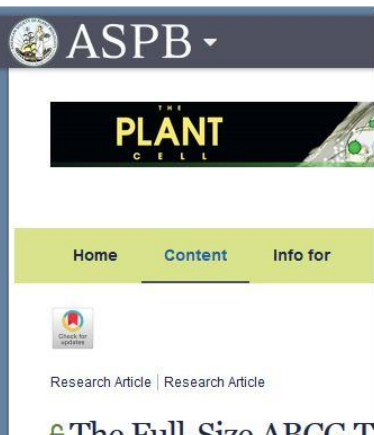 ASPB
THE
PLANT
CELL
Home Content Info for
Check for
updates
Research Article | Research Article
The Full-Size ABCG T